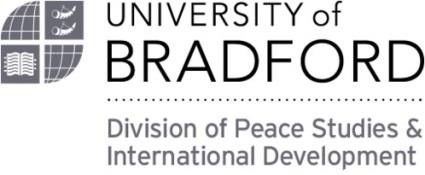 UNIVERSITY of
BRADFORD
Division of Peace Studies &
International Development